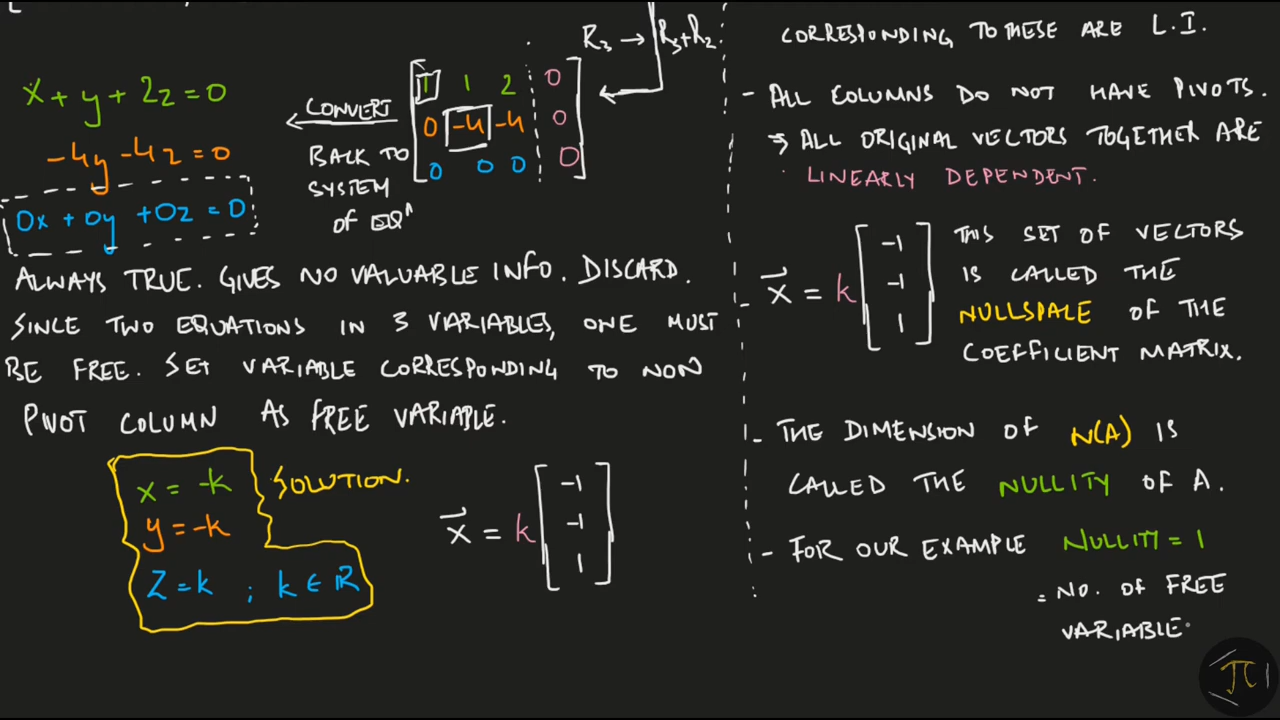 R₃ → R₃+R₂
x + y + 2z = 0
-4y -4z = 0
0x + 0y + 0z = 0
CONVERT
BACK TO
SYSTEM
OF EQⁿ
1 1 2 0
0 -4 -4 0
0 0 0 0
ALWAYS TRUE. GIVES NO VALUABLE INFO. DISCARD.
SINCE TWO EQUATIONS IN 3 VARIABLES, ONE MUST
BE FREE. SET VARIABLE CORRESPONDING TO NON
PIVOT COLUMN AS FREE VARIABLE.
x = -k
y = -k
Z = k ; k ∈ ℝ
SOLUTION.
x⃗ = k [-1
-1
1]
CORRESPONDING TO THESE ARE L.I.
- ALL COLUMNS DO NOT HAVE PIVOTS.
⇒ ALL ORIGINAL VECTORS TOGETHER ARE
LINEARLY DEPENDENT.
- x⃗ = k [-1
-1
1]
THIS SET OF VECTORS
IS CALLED THE
NULLSPALE OF THE
COEFFICIENT MATRIX.
- THE DIMENSION OF N(A) IS
CALLED THE NULLITY OF A.
- FOR OUR EXAMPLE NULLITY = 1
= NO. OF FREE
VARIABLE